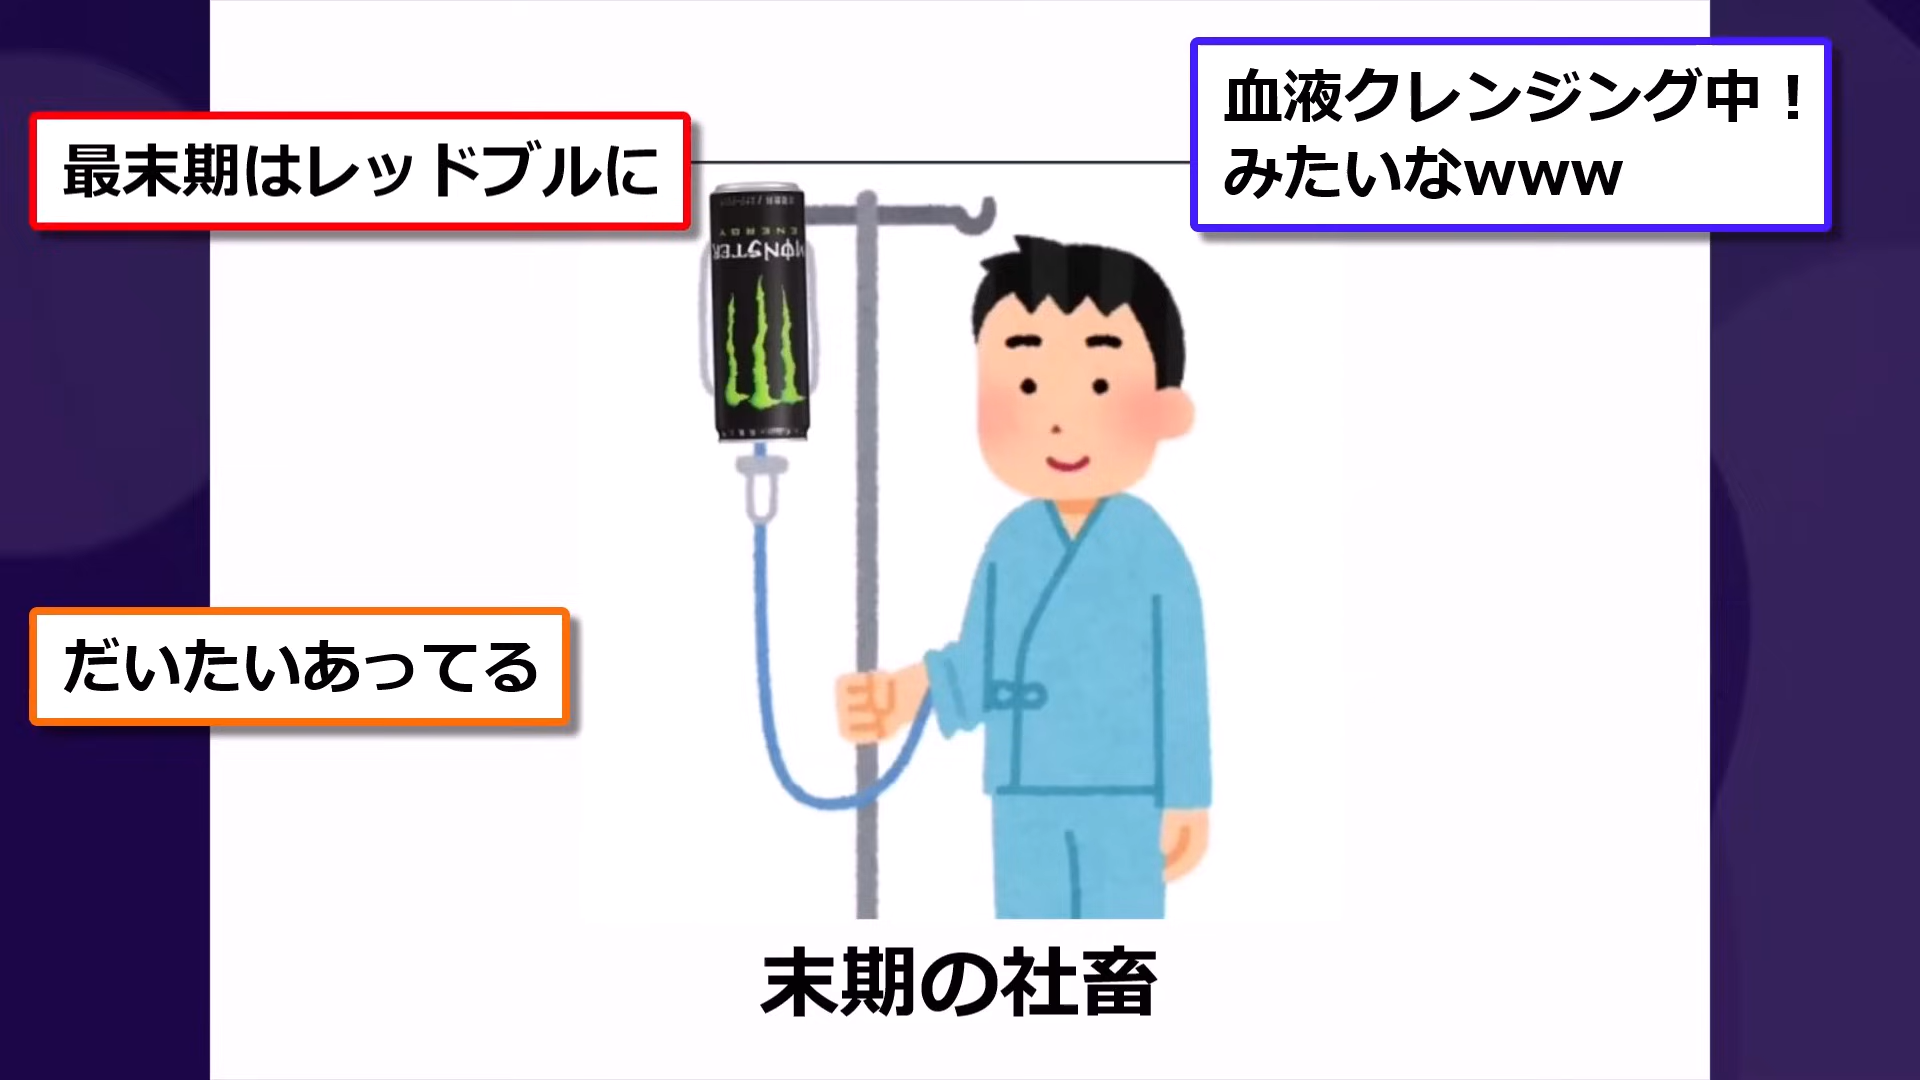 血液クレンジング中！
みたいなwww
最末期はレッドブルに
MONSTER
ENERGY
だいたいあってる
末期の社畜